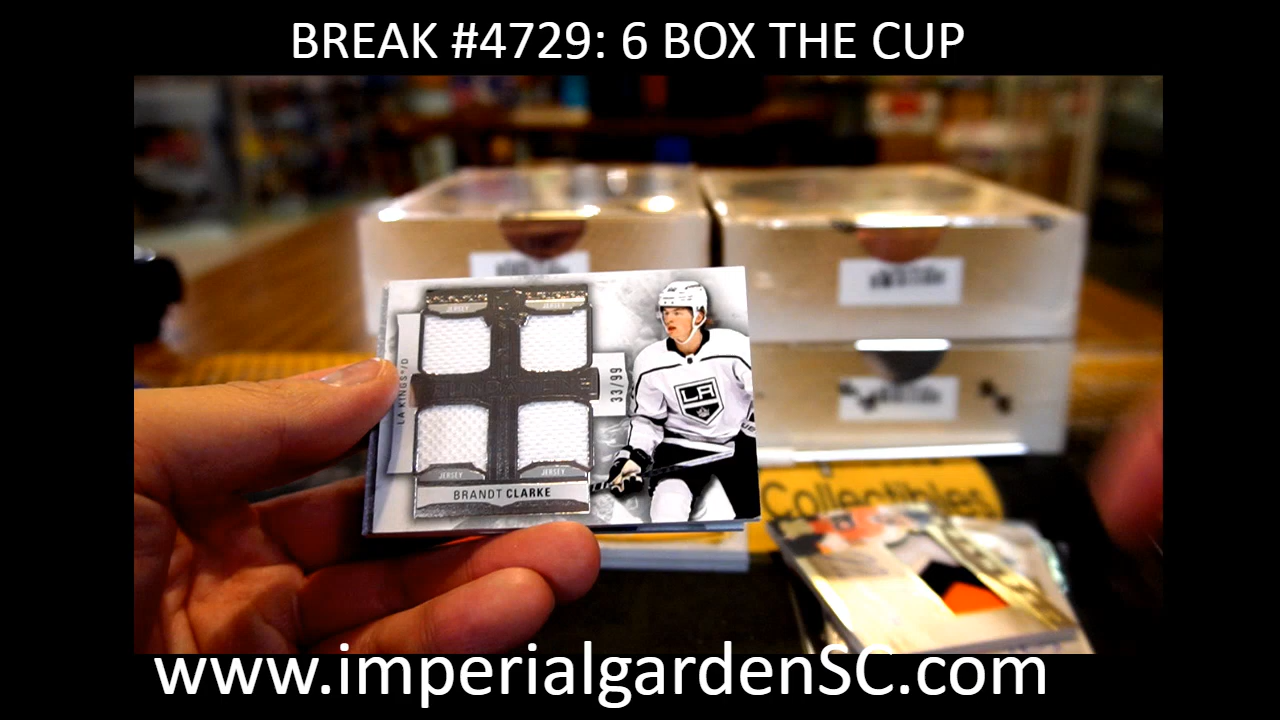 BREAK #4729: 6 BOX THE CUP
JERSEY JERSEY
LA KINGS®/D
33/99
LA
JERSEY JERSEY
BRANDT CLARKE
Collectibles
www.imperialgardenSC.com